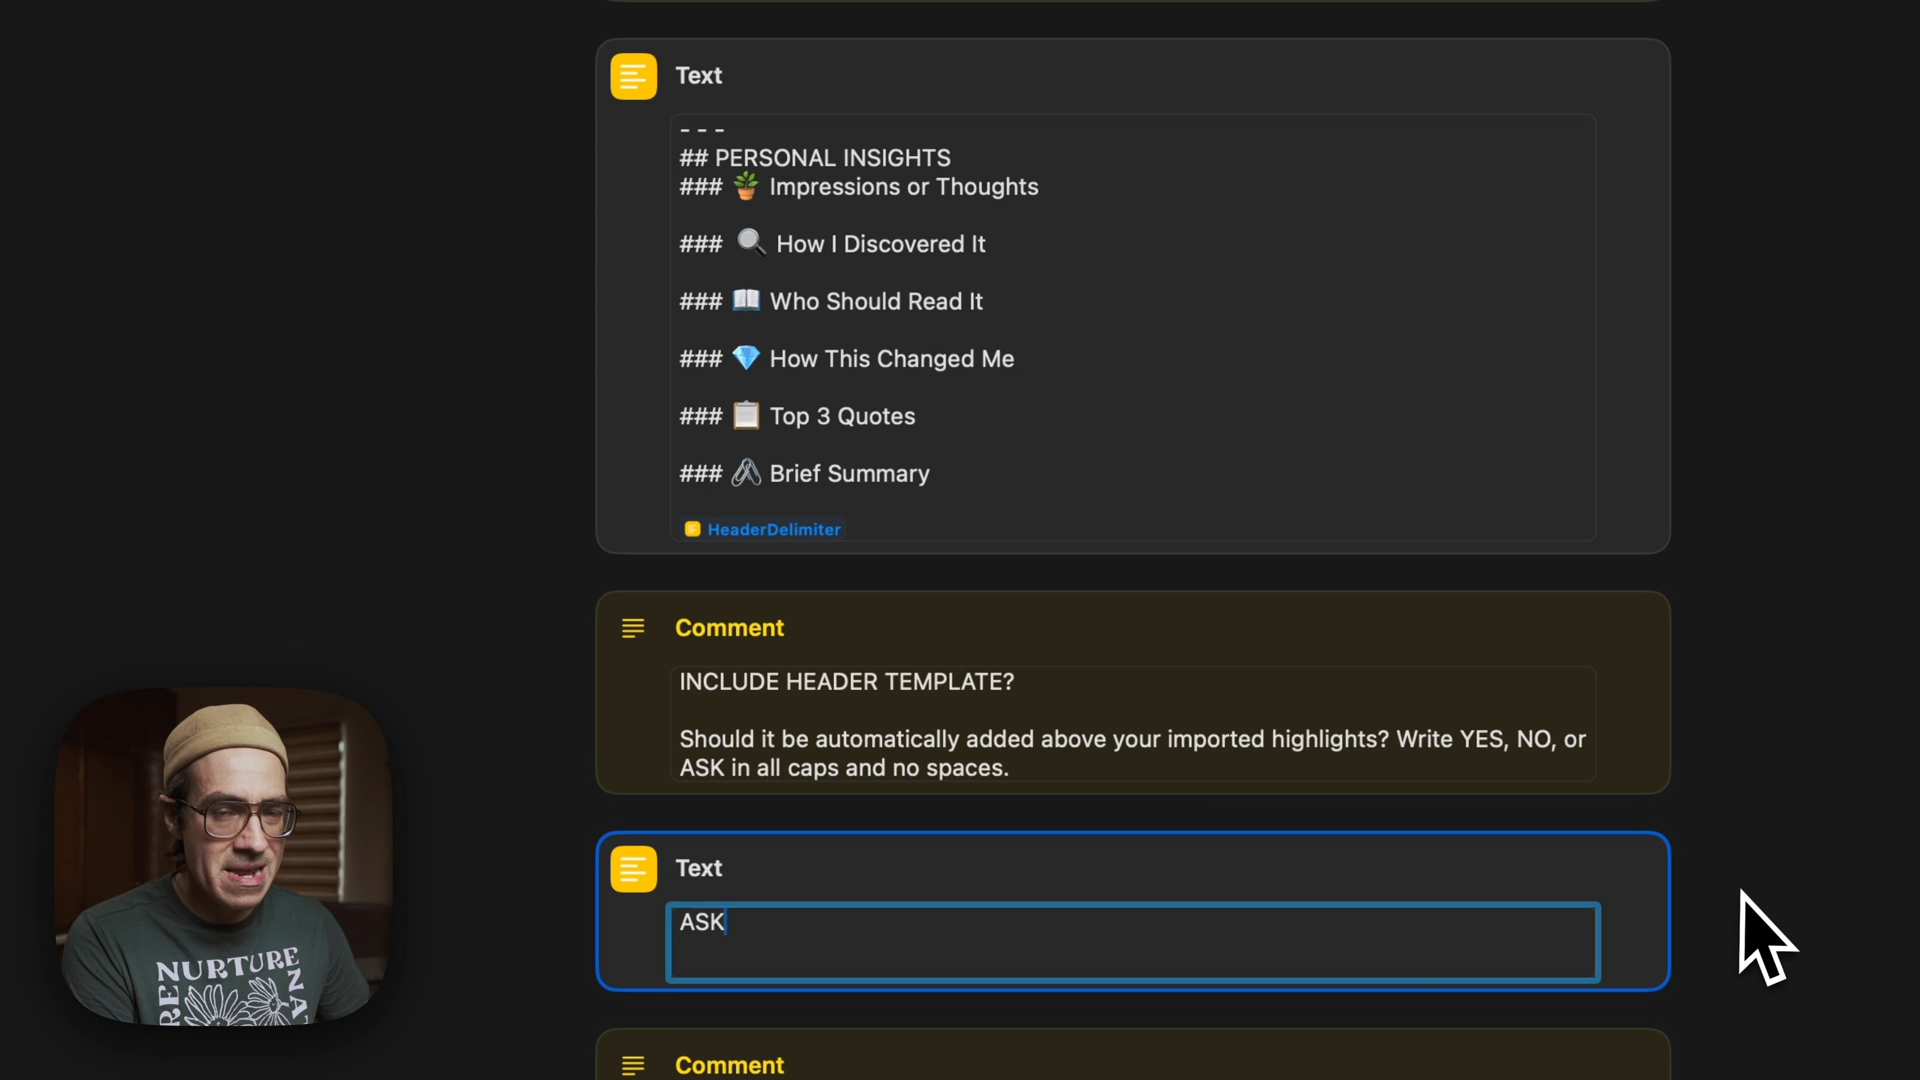 Text
---
## PERSONAL INSIGHTS
### 🪴 Impressions or Thoughts
### 🔍 How I Discovered It
### 📖 Who Should Read It
### 💎 How This Changed Me
### 📋 Top 3 Quotes
### 🖇️ Brief Summary
HeaderDelimiter
Comment
INCLUDE HEADER TEMPLATE?
Should it be automatically added above your imported highlights? Write YES, NO, or
ASK in all caps and no spaces.
Text
ASK
Comment
NURTURE